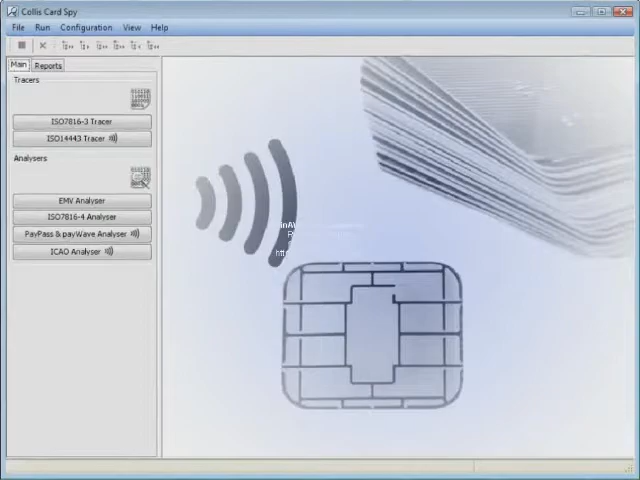 Collis Card Spy
File Run Configuration View Help
Main Reports
Tracers
ISO7816-3 Tracer
ISO14443 Tracer
Analysers
EMV Analyser
ISO7816-4 Analyser
PayPass & payWave Analyser
ICAO Analyser